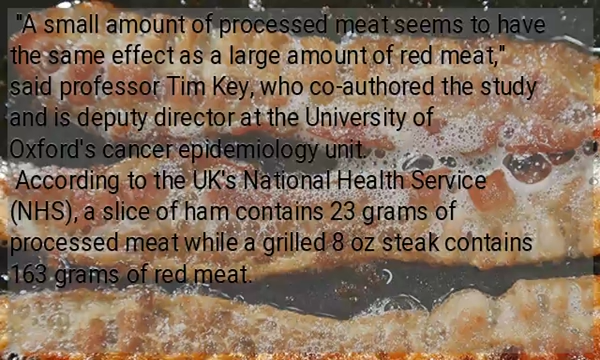 "A small amount of processed meat seems to have
the same effect as a large amount of red meat,"
said professor Tim Key, who co-authored the study
and is deputy director at the University of
Oxford's cancer epidemiology unit.
According to the UK's National Health Service
(NHS), a slice of ham contains 23 grams of
processed meat while a grilled 8 oz steak contains
163 grams of red meat.